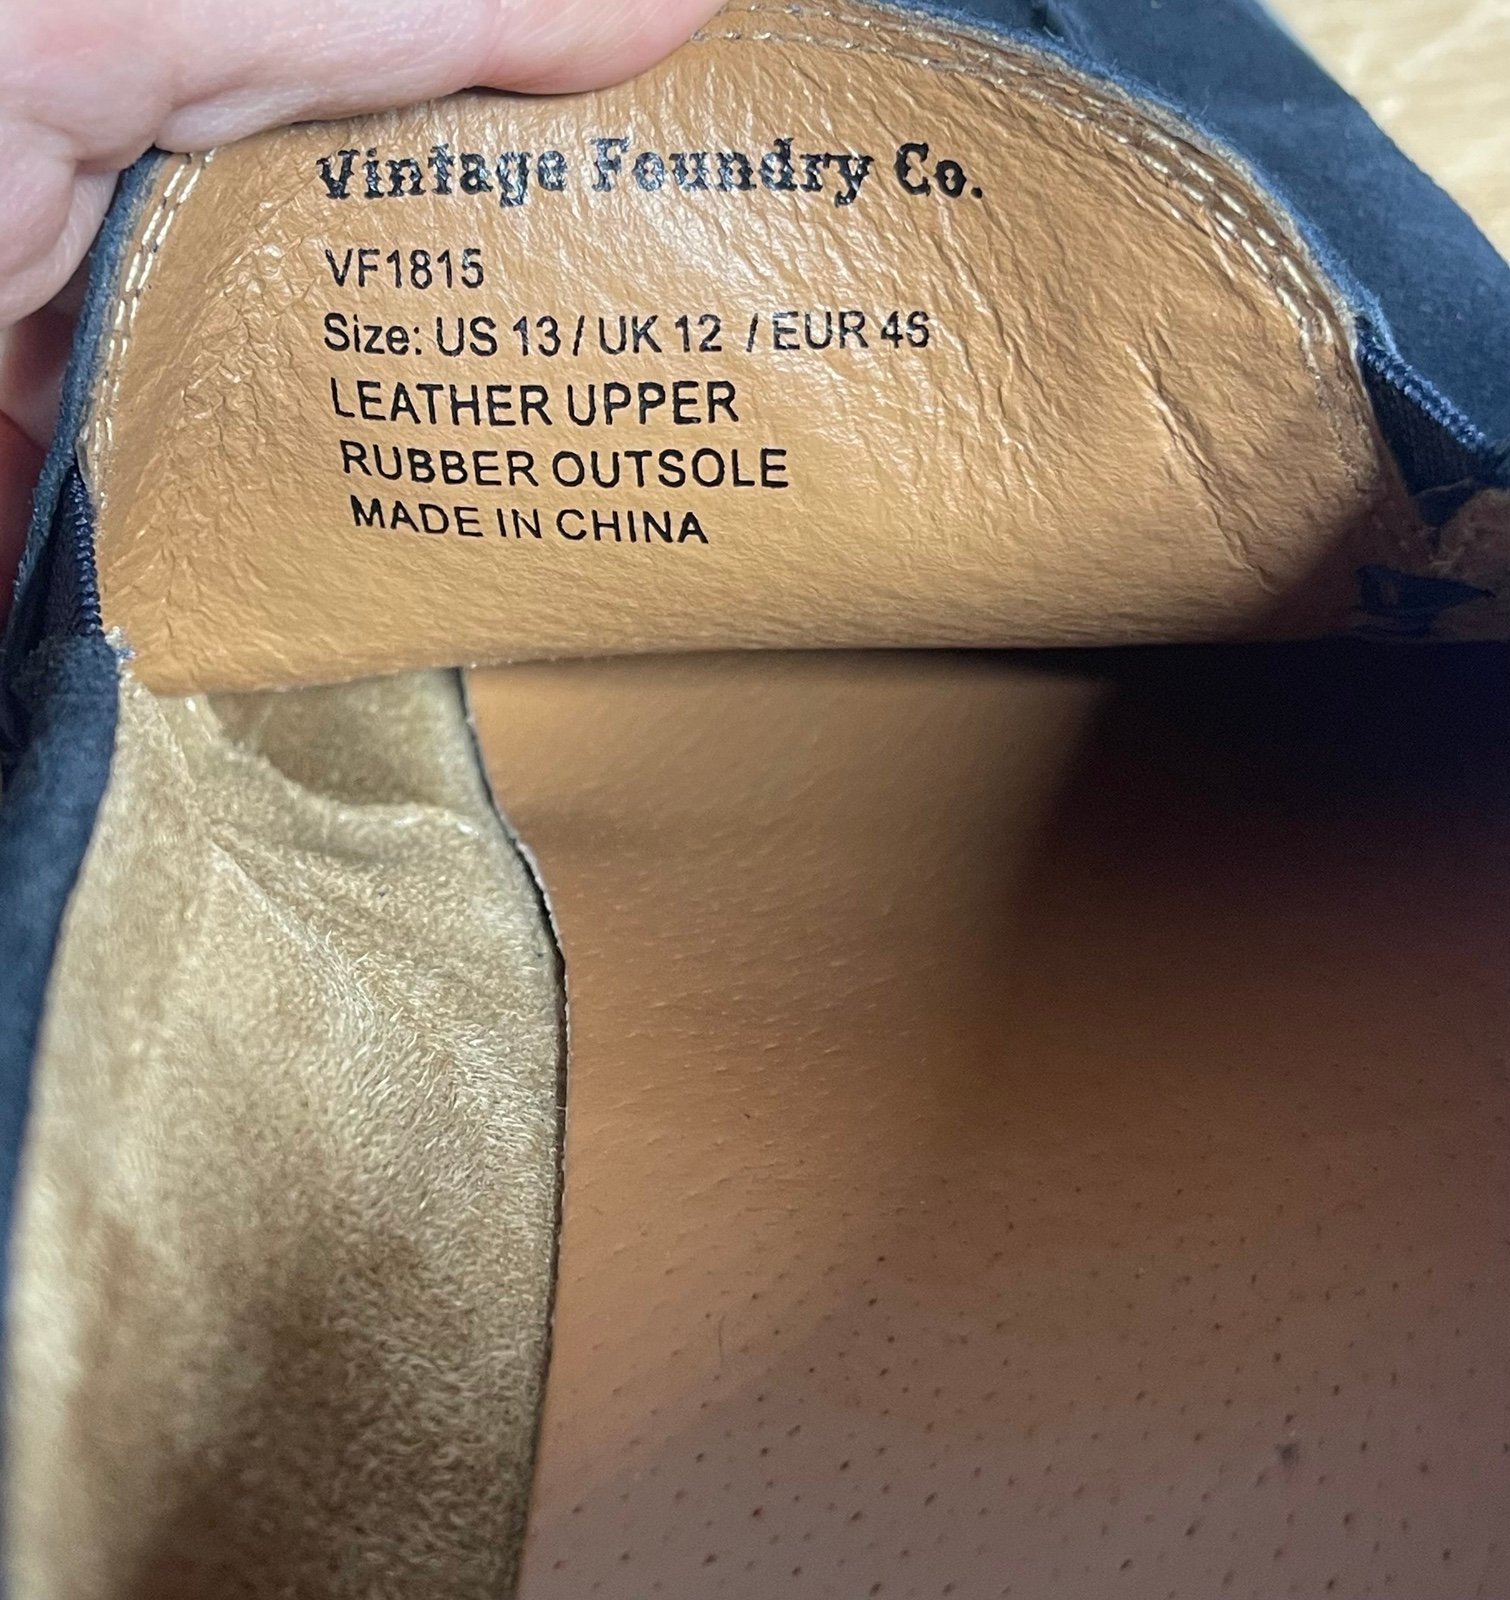 Vintage Foundry Co.
VF1815
Size: US 13 / UK 12 / EUR 46
LEATHER UPPER
RUBBER OUTSOLE
MADE IN CHINA